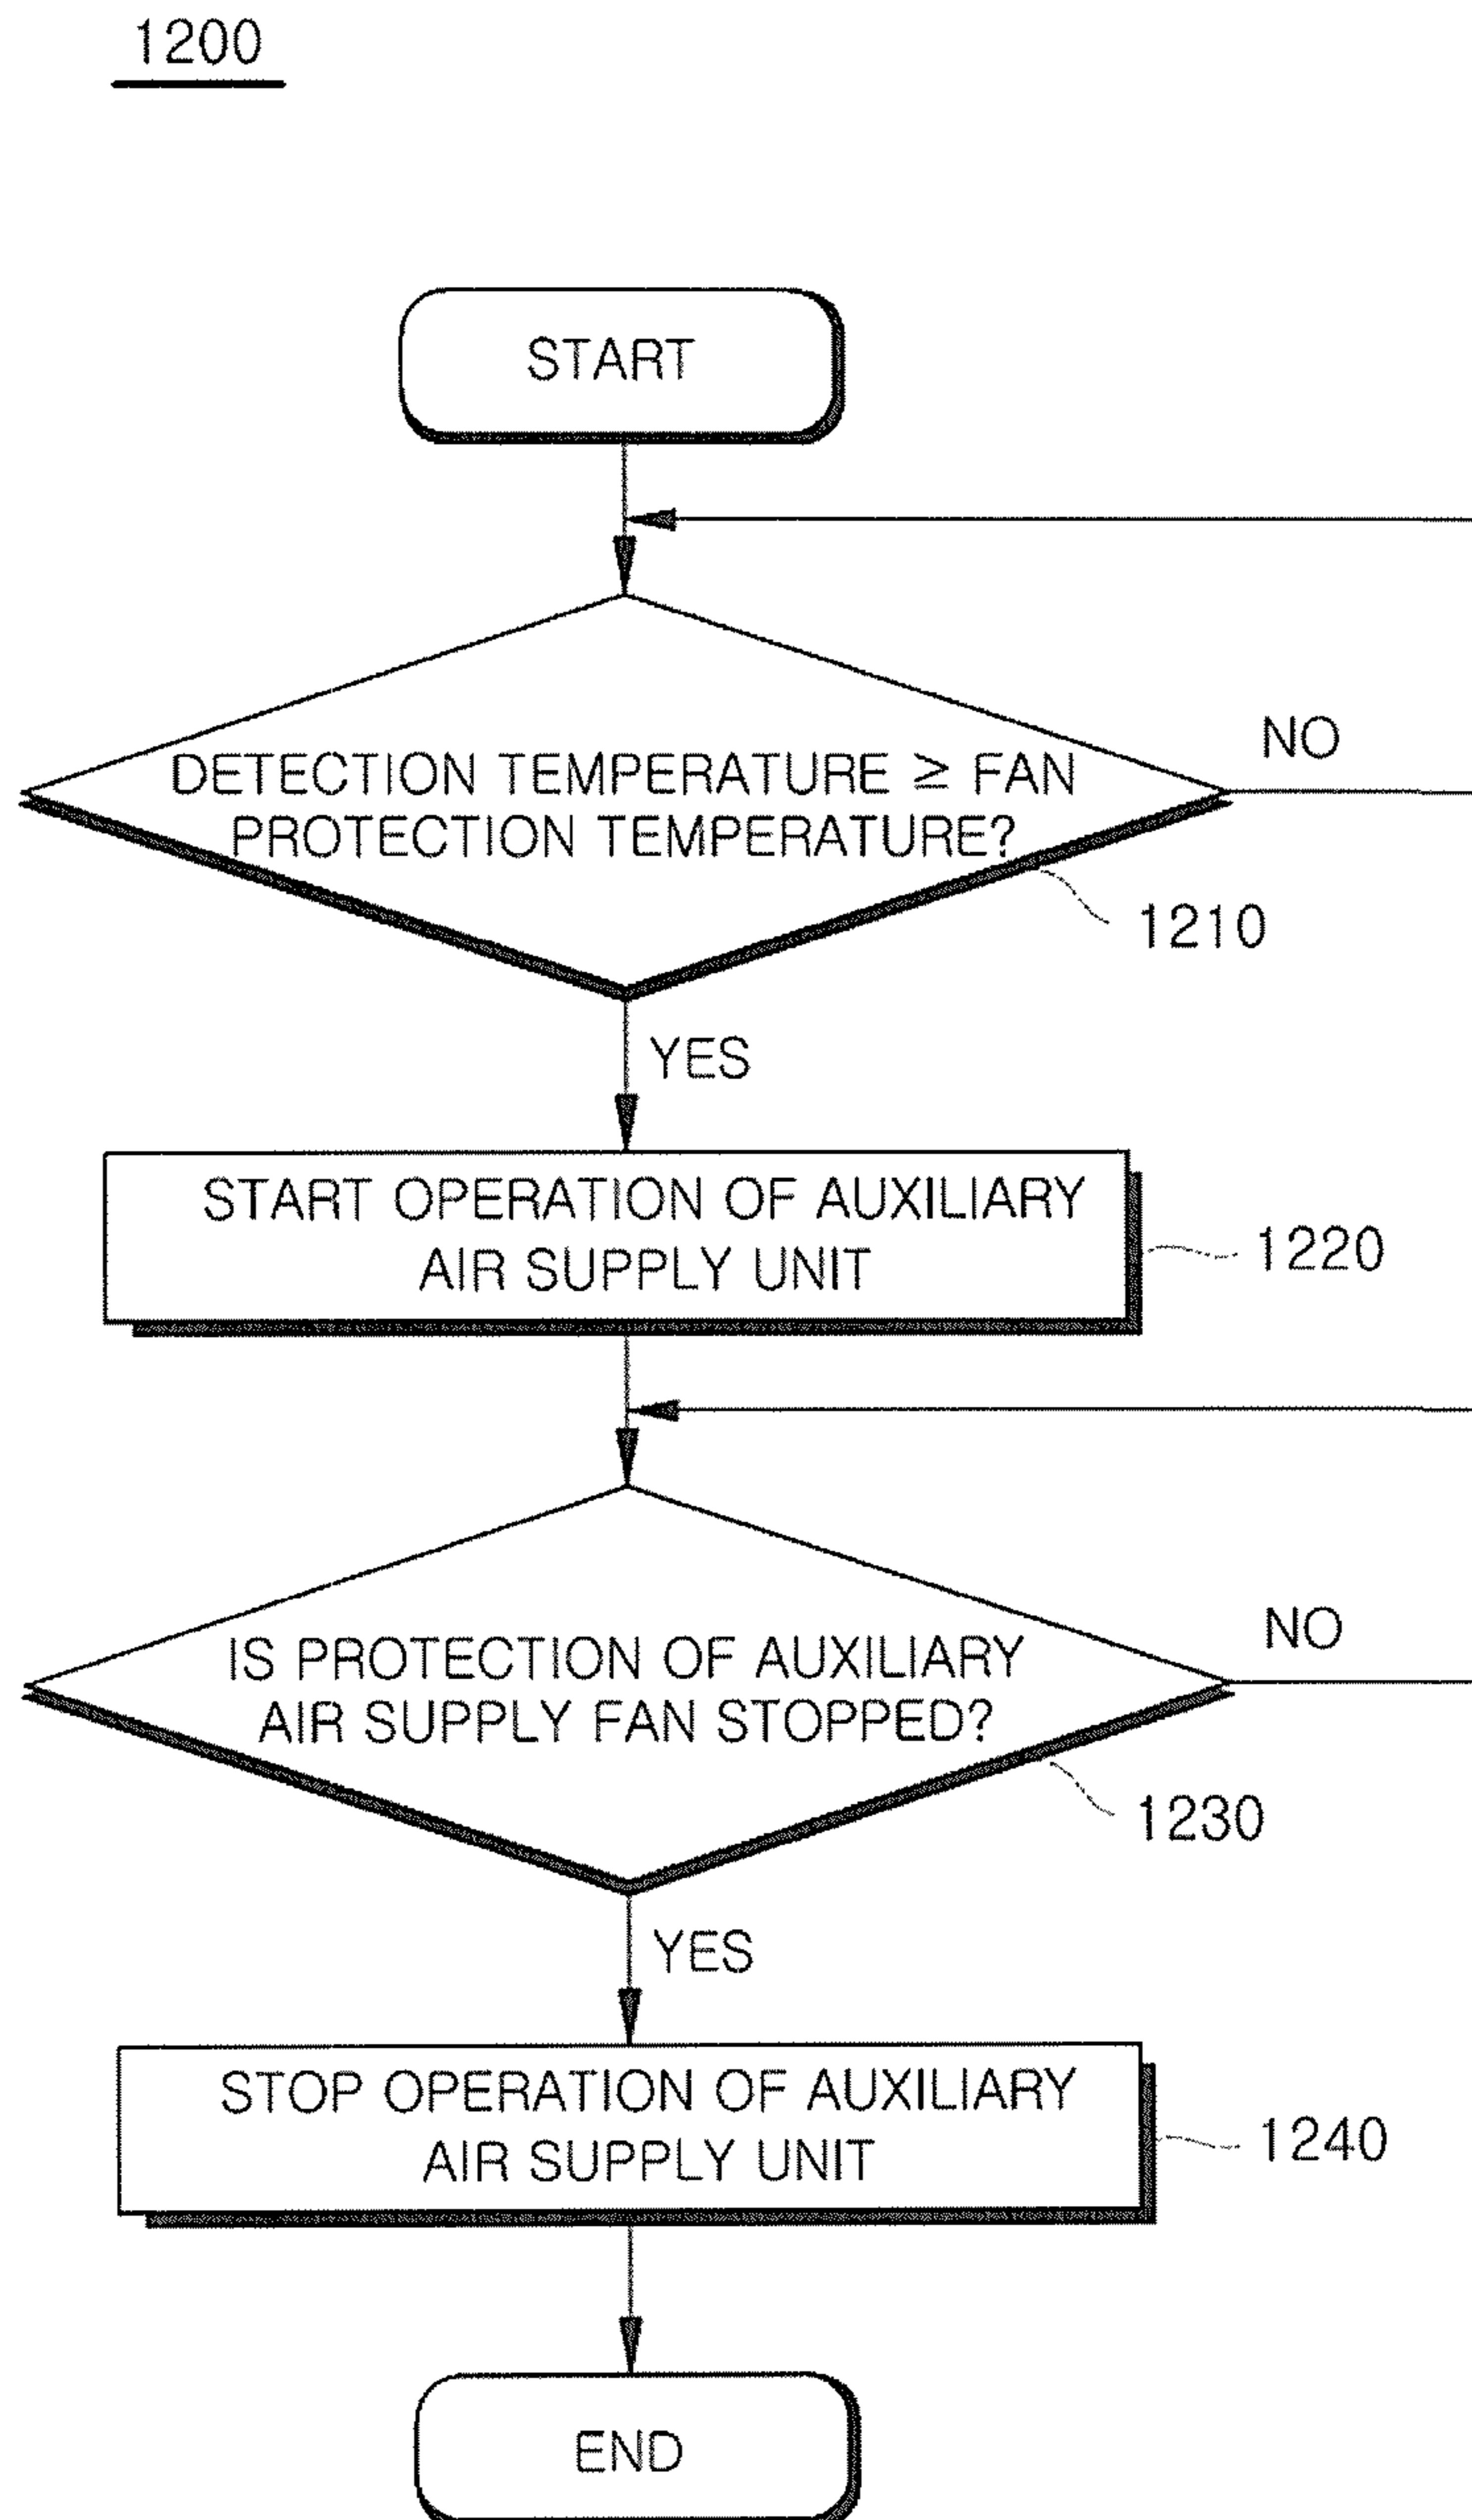 1200
START
DETECTION TEMPERATURE ≥ FAN
PROTECTION TEMPERATURE?
NO
1210
YES
START OPERATION OF AUXILIARY
AIR SUPPLY UNIT
1220
IS PROTECTION OF AUXILIARY
AIR SUPPLY FAN STOPPED?
NO
1230
YES
STOP OPERATION OF AUXILIARY
AIR SUPPLY UNIT
1240
END